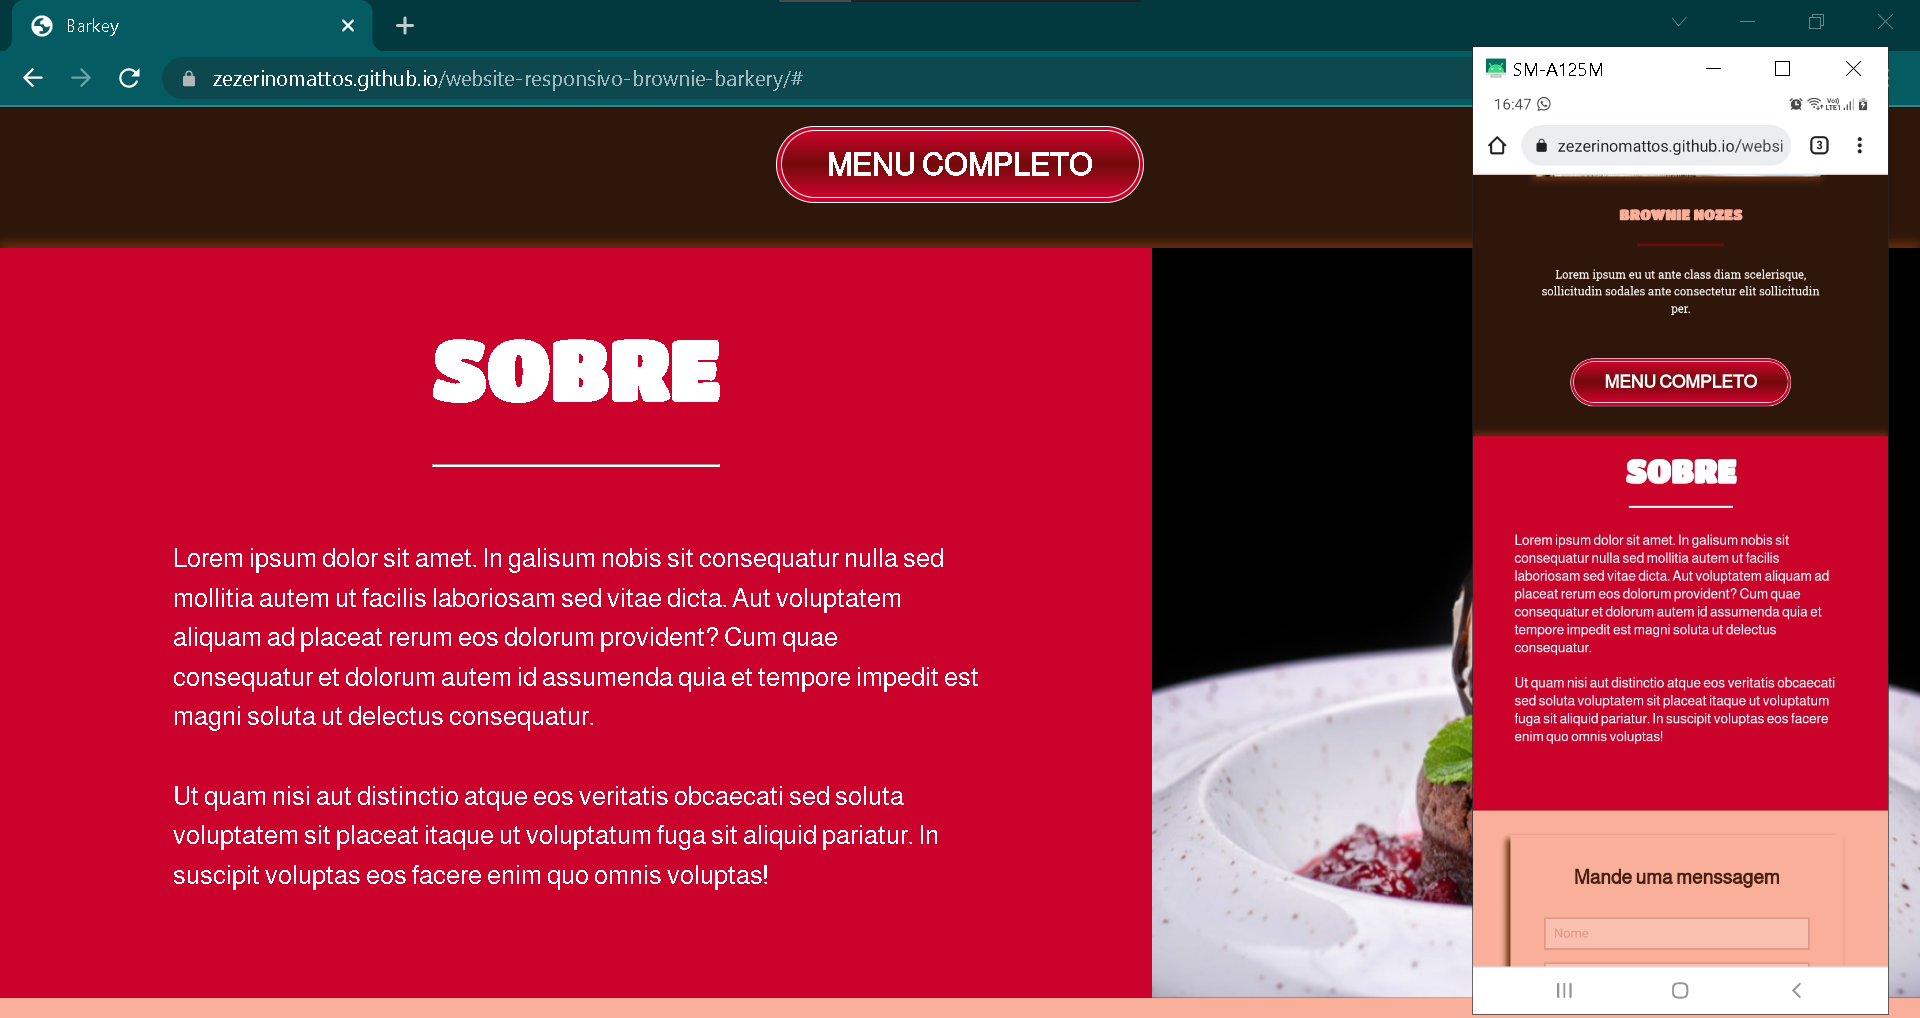 Barkey
zezerinomattos.github.io/website-responsivo-brownie-barkery/#
MENU COMPLETO
SOBRE
Lorem ipsum dolor sit amet. In galisum nobis sit consequatur nulla sed
mollitia autem ut facilis laboriosam sed vitae dicta. Aut voluptatem
aliquam ad placeat rerum eos dolorum provident? Cum quae
consequatur et dolorum autem id assumenda quia et tempore impedit est
magni soluta ut delectus consequatur.
Ut quam nisi aut distinctio atque eos veritatis obcaecati sed soluta
voluptatem sit placeat itaque ut voluptatum fuga sit aliquid pariatur. In
suscipit voluptas eos facere enim quo omnis voluptas!
SM-A125M
16:47
zezerinomattos.github.io/websi
3
BROWNIE NOZES
Lorem ipsum eu ut ante class diam scelerisque,
sollicitudin sodales ante consectetur elit sollicitudin
per.
MENU COMPLETO
SOBRE
Lorem ipsum dolor sit amet. In galisum nobis sit
consequatur nulla sed mollitia autem ut facilis
laboriosam sed vitae dicta. Aut voluptatem aliquam ad
placeat rerum eos dolorum provident? Cum quae
consequatur et dolorum autem id assumenda quia et
tempore impedit est magni soluta ut delectus
consequatur.
Ut quam nisi aut distinctio atque eos veritatis obcaecati
sed soluta voluptatem sit placeat itaque ut voluptatum
fuga sit aliquid pariatur. In suscipit voluptas eos facere
enim quo omnis voluptas!
Mande uma menssagem
Nome